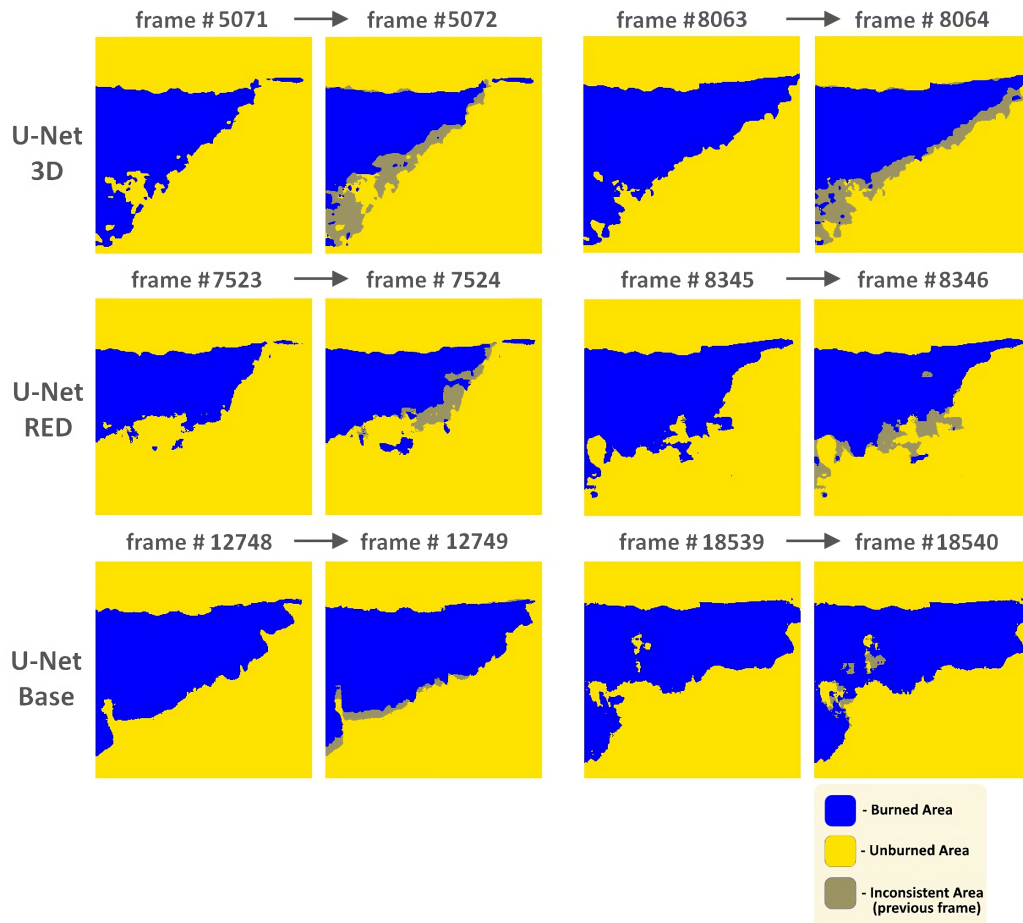 frame #5071 → frame #5072
frame #8063 → frame #8064
U-Net
3D
frame #7523 → frame #7524
frame #8345 → frame #8346
U-Net
RED
frame # 12748 → frame # 12749
frame #18539 → frame #18540
U-Net
Base
- Burned Area
- Unburned Area
- Inconsistent Area
(previous frame)